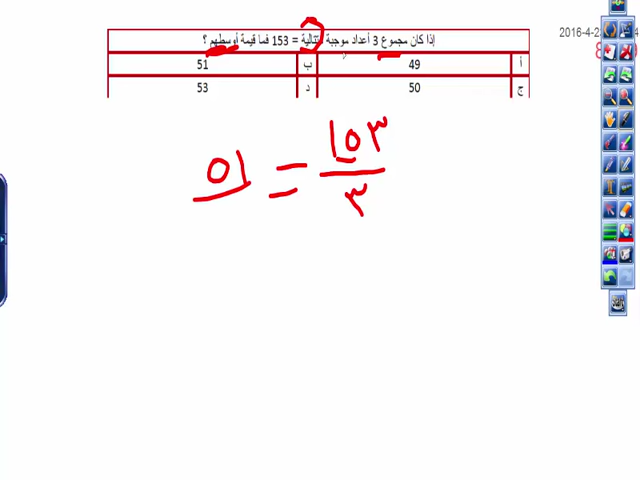 2016-4-2
إذا كان مجموع 3 أعداد موجبة متتالية = 153 فما قيمة أوسطهم ؟
أ 49 ب 51
ج 50 د 53
١٥٣
٥١ =
٣